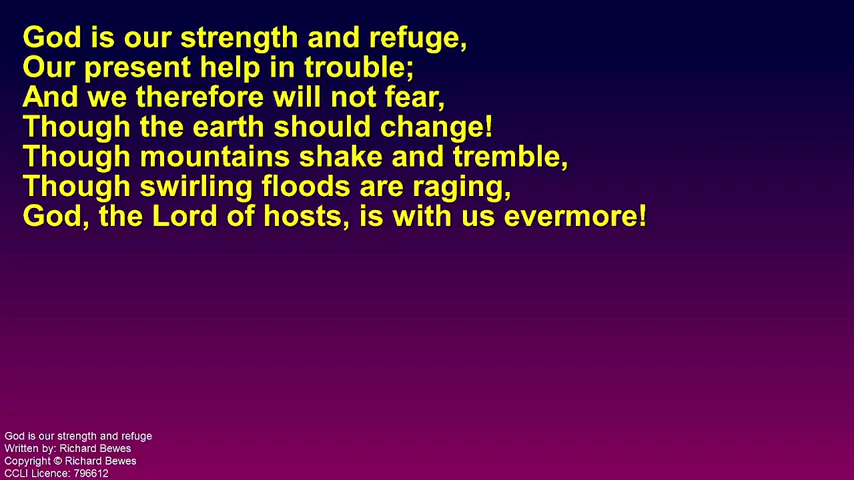 God is our strength and refuge,
Our present help in trouble;
And we therefore will not fear,
Though the earth should change!
Though mountains shake and tremble,
Though swirling floods are raging,
God, the Lord of hosts, is with us evermore!
God is our strength and refuge
Written by: Richard Bewes
Copyright © Richard Bewes
CCLI Licence: 796612